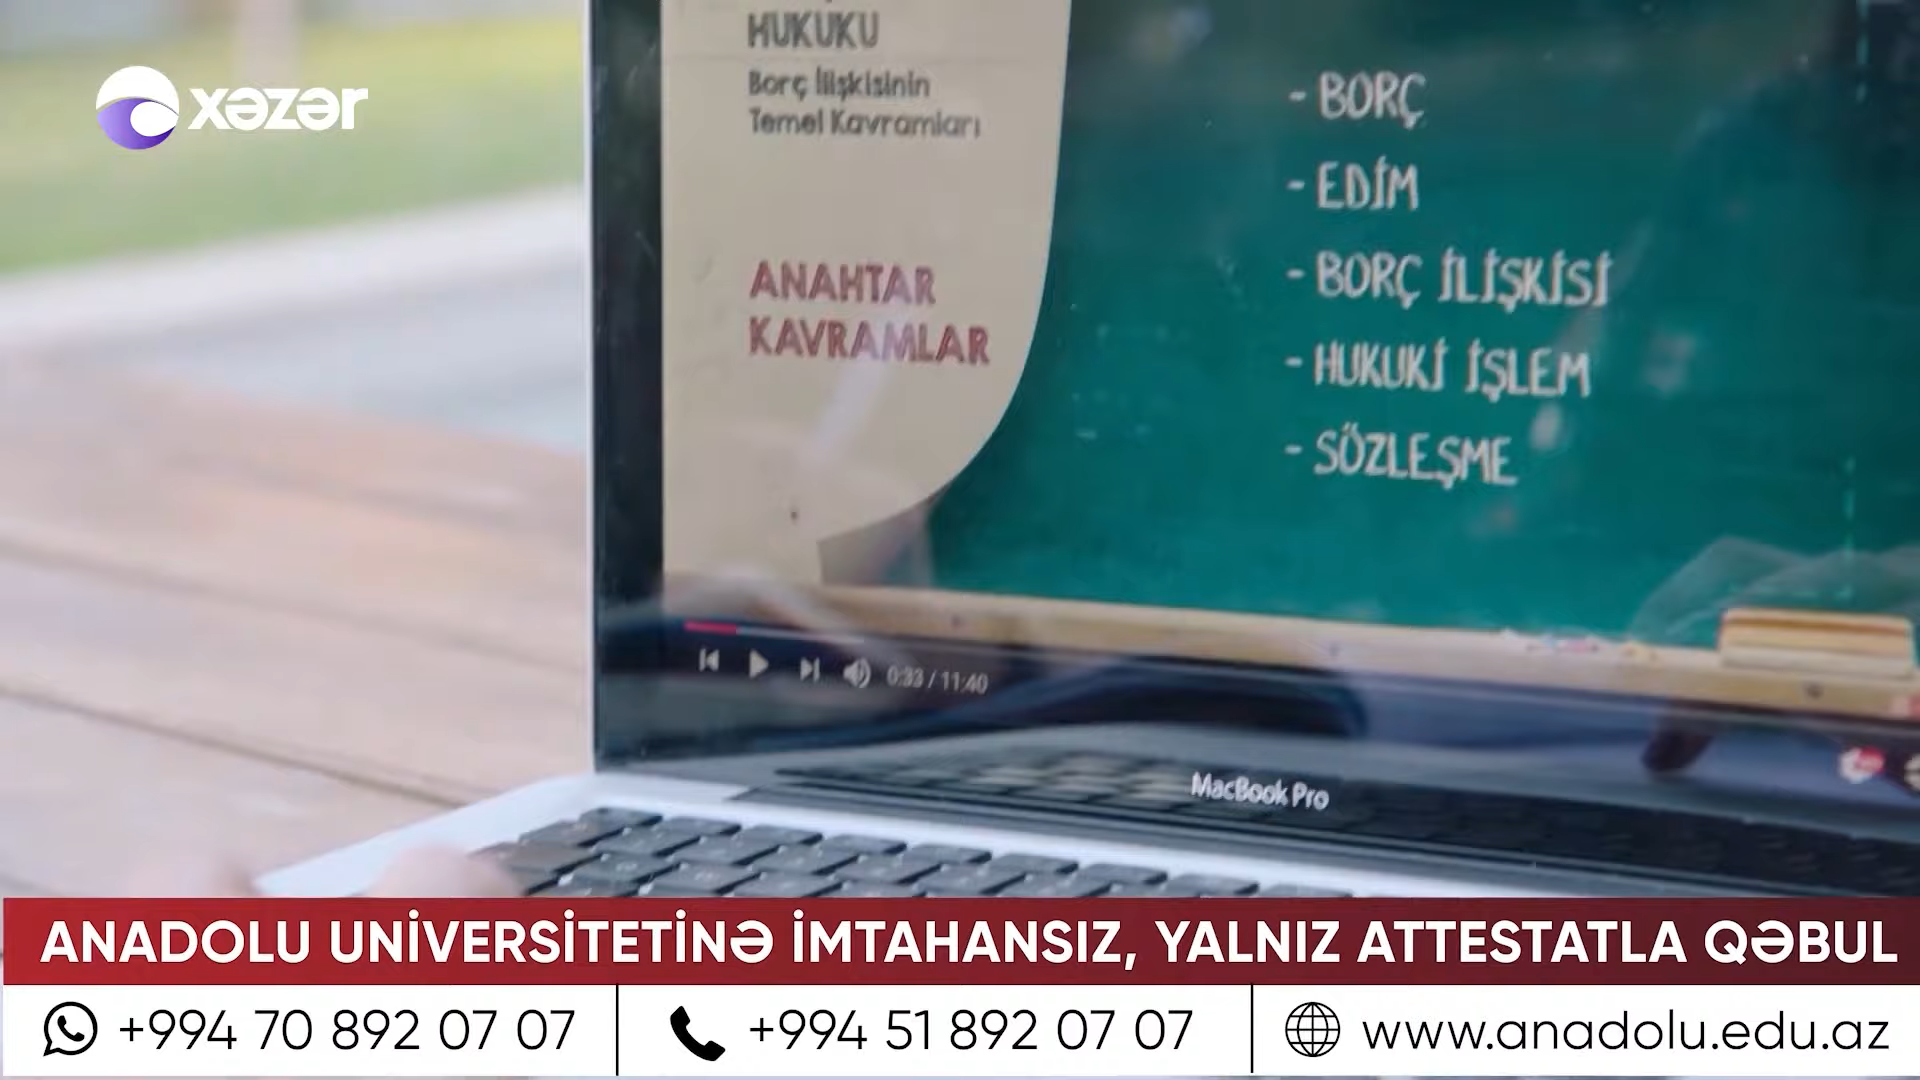 xəzər
HUKUKU
Borç İlişkisinin
Temel Kavramları
ANAHTAR
KAVRAMLAR
- BORÇ
- EDİM
- BORÇ İLİŞKİSİ
- HUKUKİ İŞLEM
- SÖZLEŞME
0:33 / 11:40
MacBook Pro
ANADOLU UNİVERSİTETİNƏ İMTAHANSIZ, YALNIZ ATTESTATLA QƏBUL
+994 70 892 07 07
+994 51 892 07 07
www.anadolu.edu.az